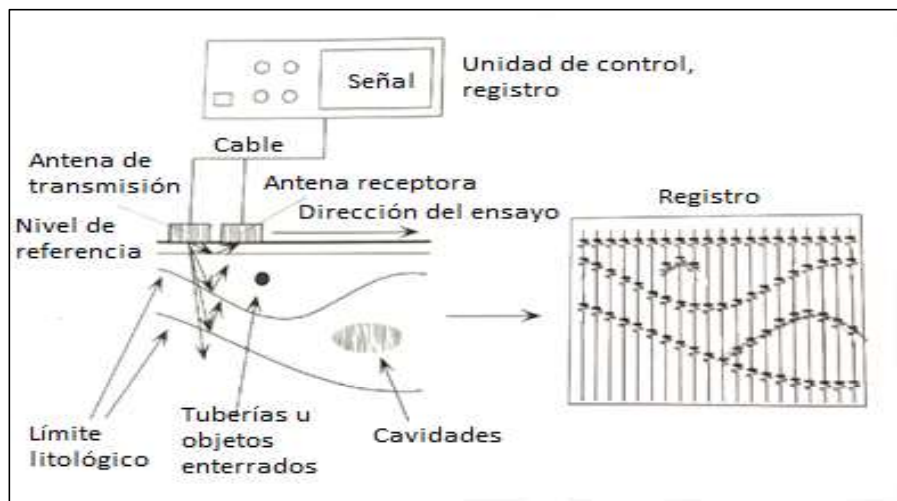 Señal
Unidad de control,
registro
Cable
Antena de
transmisión
Antena receptora
Dirección del ensayo
Nivel de
referencia
Registro
Límite
litológico
Tuberías u
objetos
enterrados
Cavidades